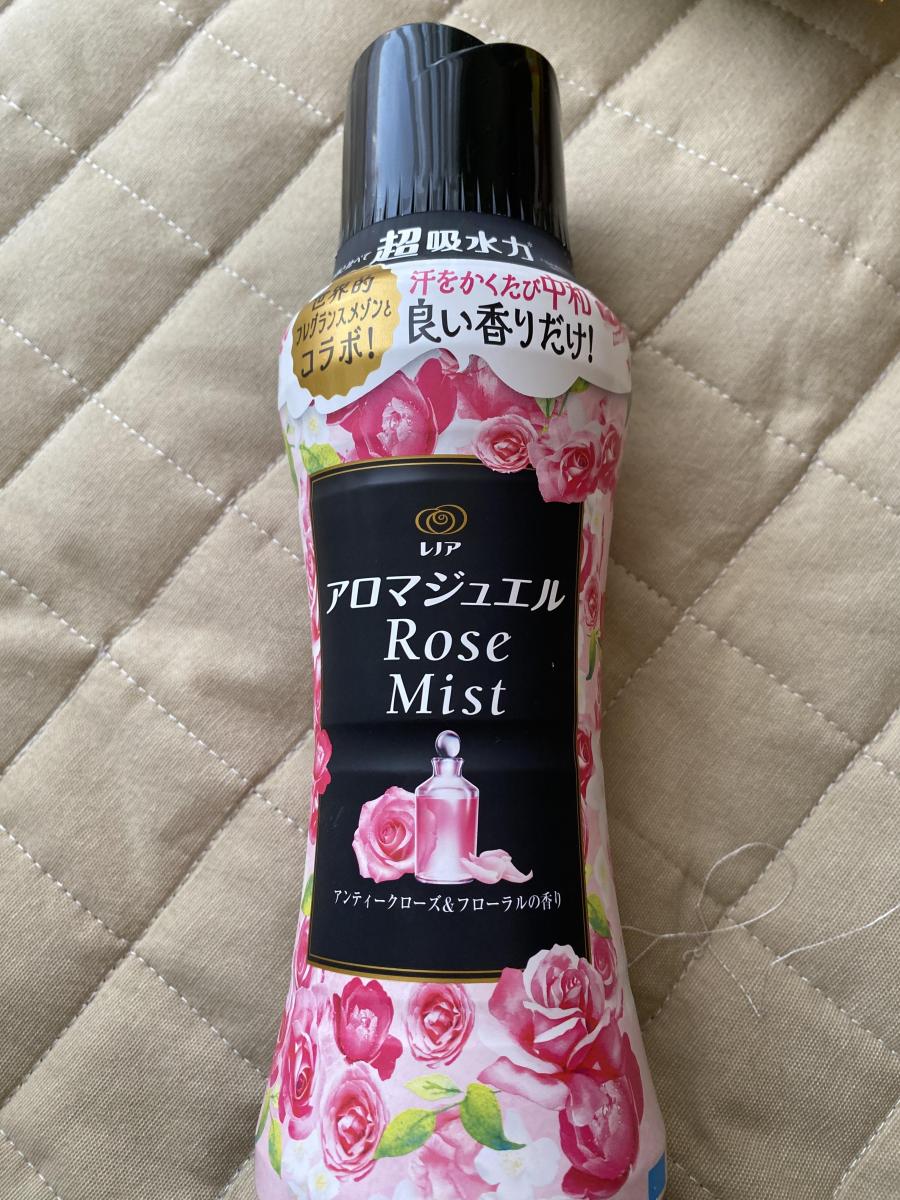 超吸水力
世界的
フレグランスメゾンと
コラボ!
汗をかくたび中和
良い香りだけ!
レノア
アロマジュエル
Rose
Mist
アンティークローズ&フローラルの香り